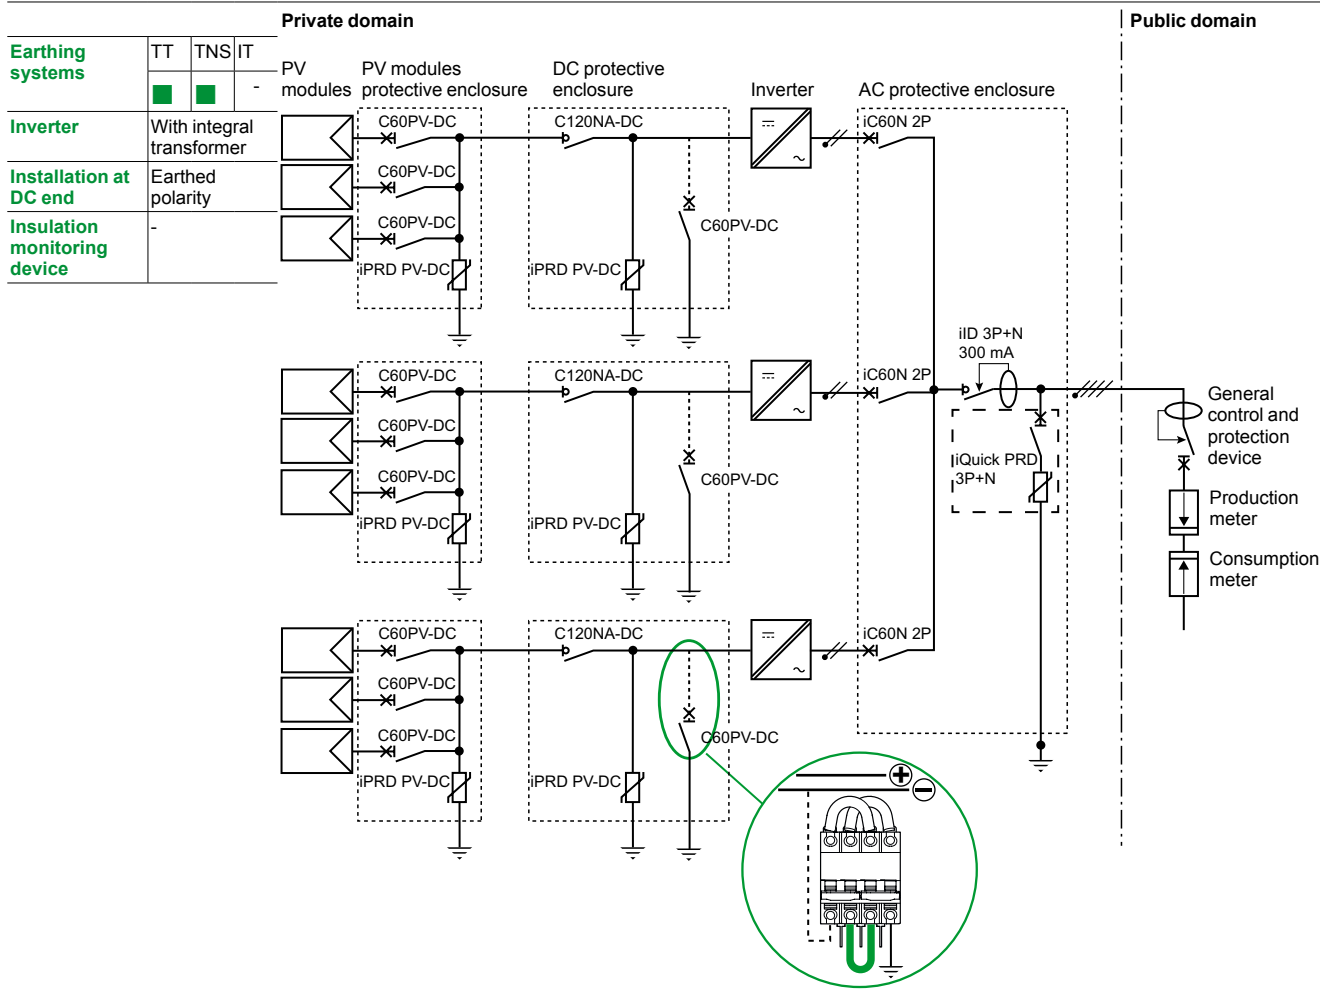 Private domain
Public domain
Earthing
systems
TT
TNS
IT
-
Inverter
With integral
transformer
Installation at
DC end
Earthed
polarity
Insulation
monitoring
device
-
PV
modules
PV modules
protective enclosure
DC protective
enclosure
Inverter
AC protective enclosure
C60PV-DC
C120NA-DC
iC60N 2P
C60PV-DC
C60PV-DC
C60PV-DC
iPRD PV-DC
iPRD PV-DC
iID 3P+N
300 mA
C60PV-DC
C120NA-DC
iC60N 2P
C60PV-DC
C60PV-DC
C60PV-DC
iPRD PV-DC
iPRD PV-DC
iQuick PRD
3P+N
General
control and
protection
device
Production
meter
Consumption
meter
C60PV-DC
C120NA-DC
iC60N 2P
C60PV-DC
C60PV-DC
C60PV-DC
iPRD PV-DC
iPRD PV-DC
+
−